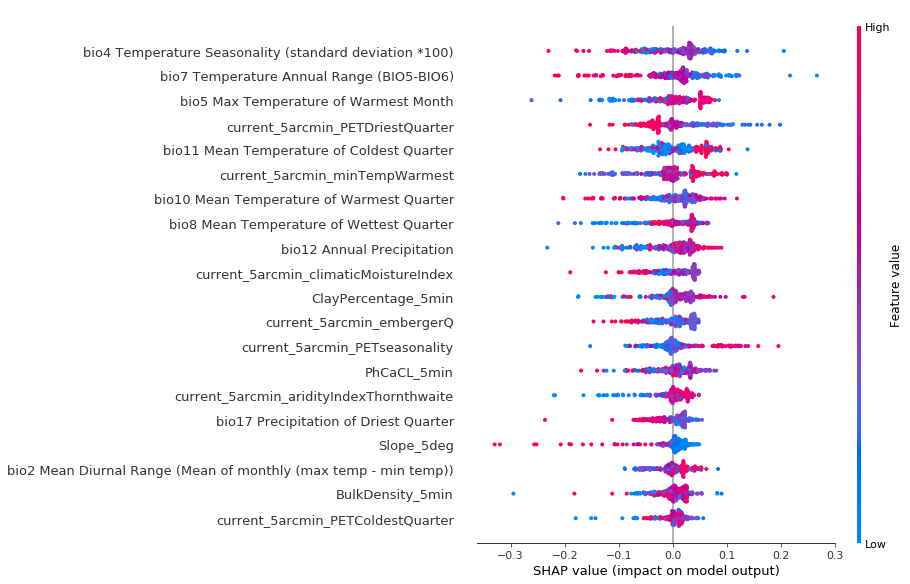 High
bio4 Temperature Seasonality (standard deviation *100)
bio7 Temperature Annual Range (BIO5-BIO6)
bio5 Max Temperature of Warmest Month
current_5arcmin_PETDriestQuarter
bio11 Mean Temperature of Coldest Quarter
current_5arcmin_minTempWarmest
bio10 Mean Temperature of Warmest Quarter
bio8 Mean Temperature of Wettest Quarter
bio12 Annual Precipitation
current_5arcmin_climaticMoistureIndex
ClayPercentage_5min
current_5arcmin_embergerQ
current_5arcmin_PETseasonality
PhCaCL_5min
current_5arcmin_aridityIndexThornthwaite
bio17 Precipitation of Driest Quarter
Slope_5deg
bio2 Mean Diurnal Range (Mean of monthly (max temp - min temp))
BulkDensity_5min
current_5arcmin_PETColdestQuarter
Feature value
Low
−0.3 −0.2 −0.1 0.0 0.1 0.2 0.3
SHAP value (impact on model output)